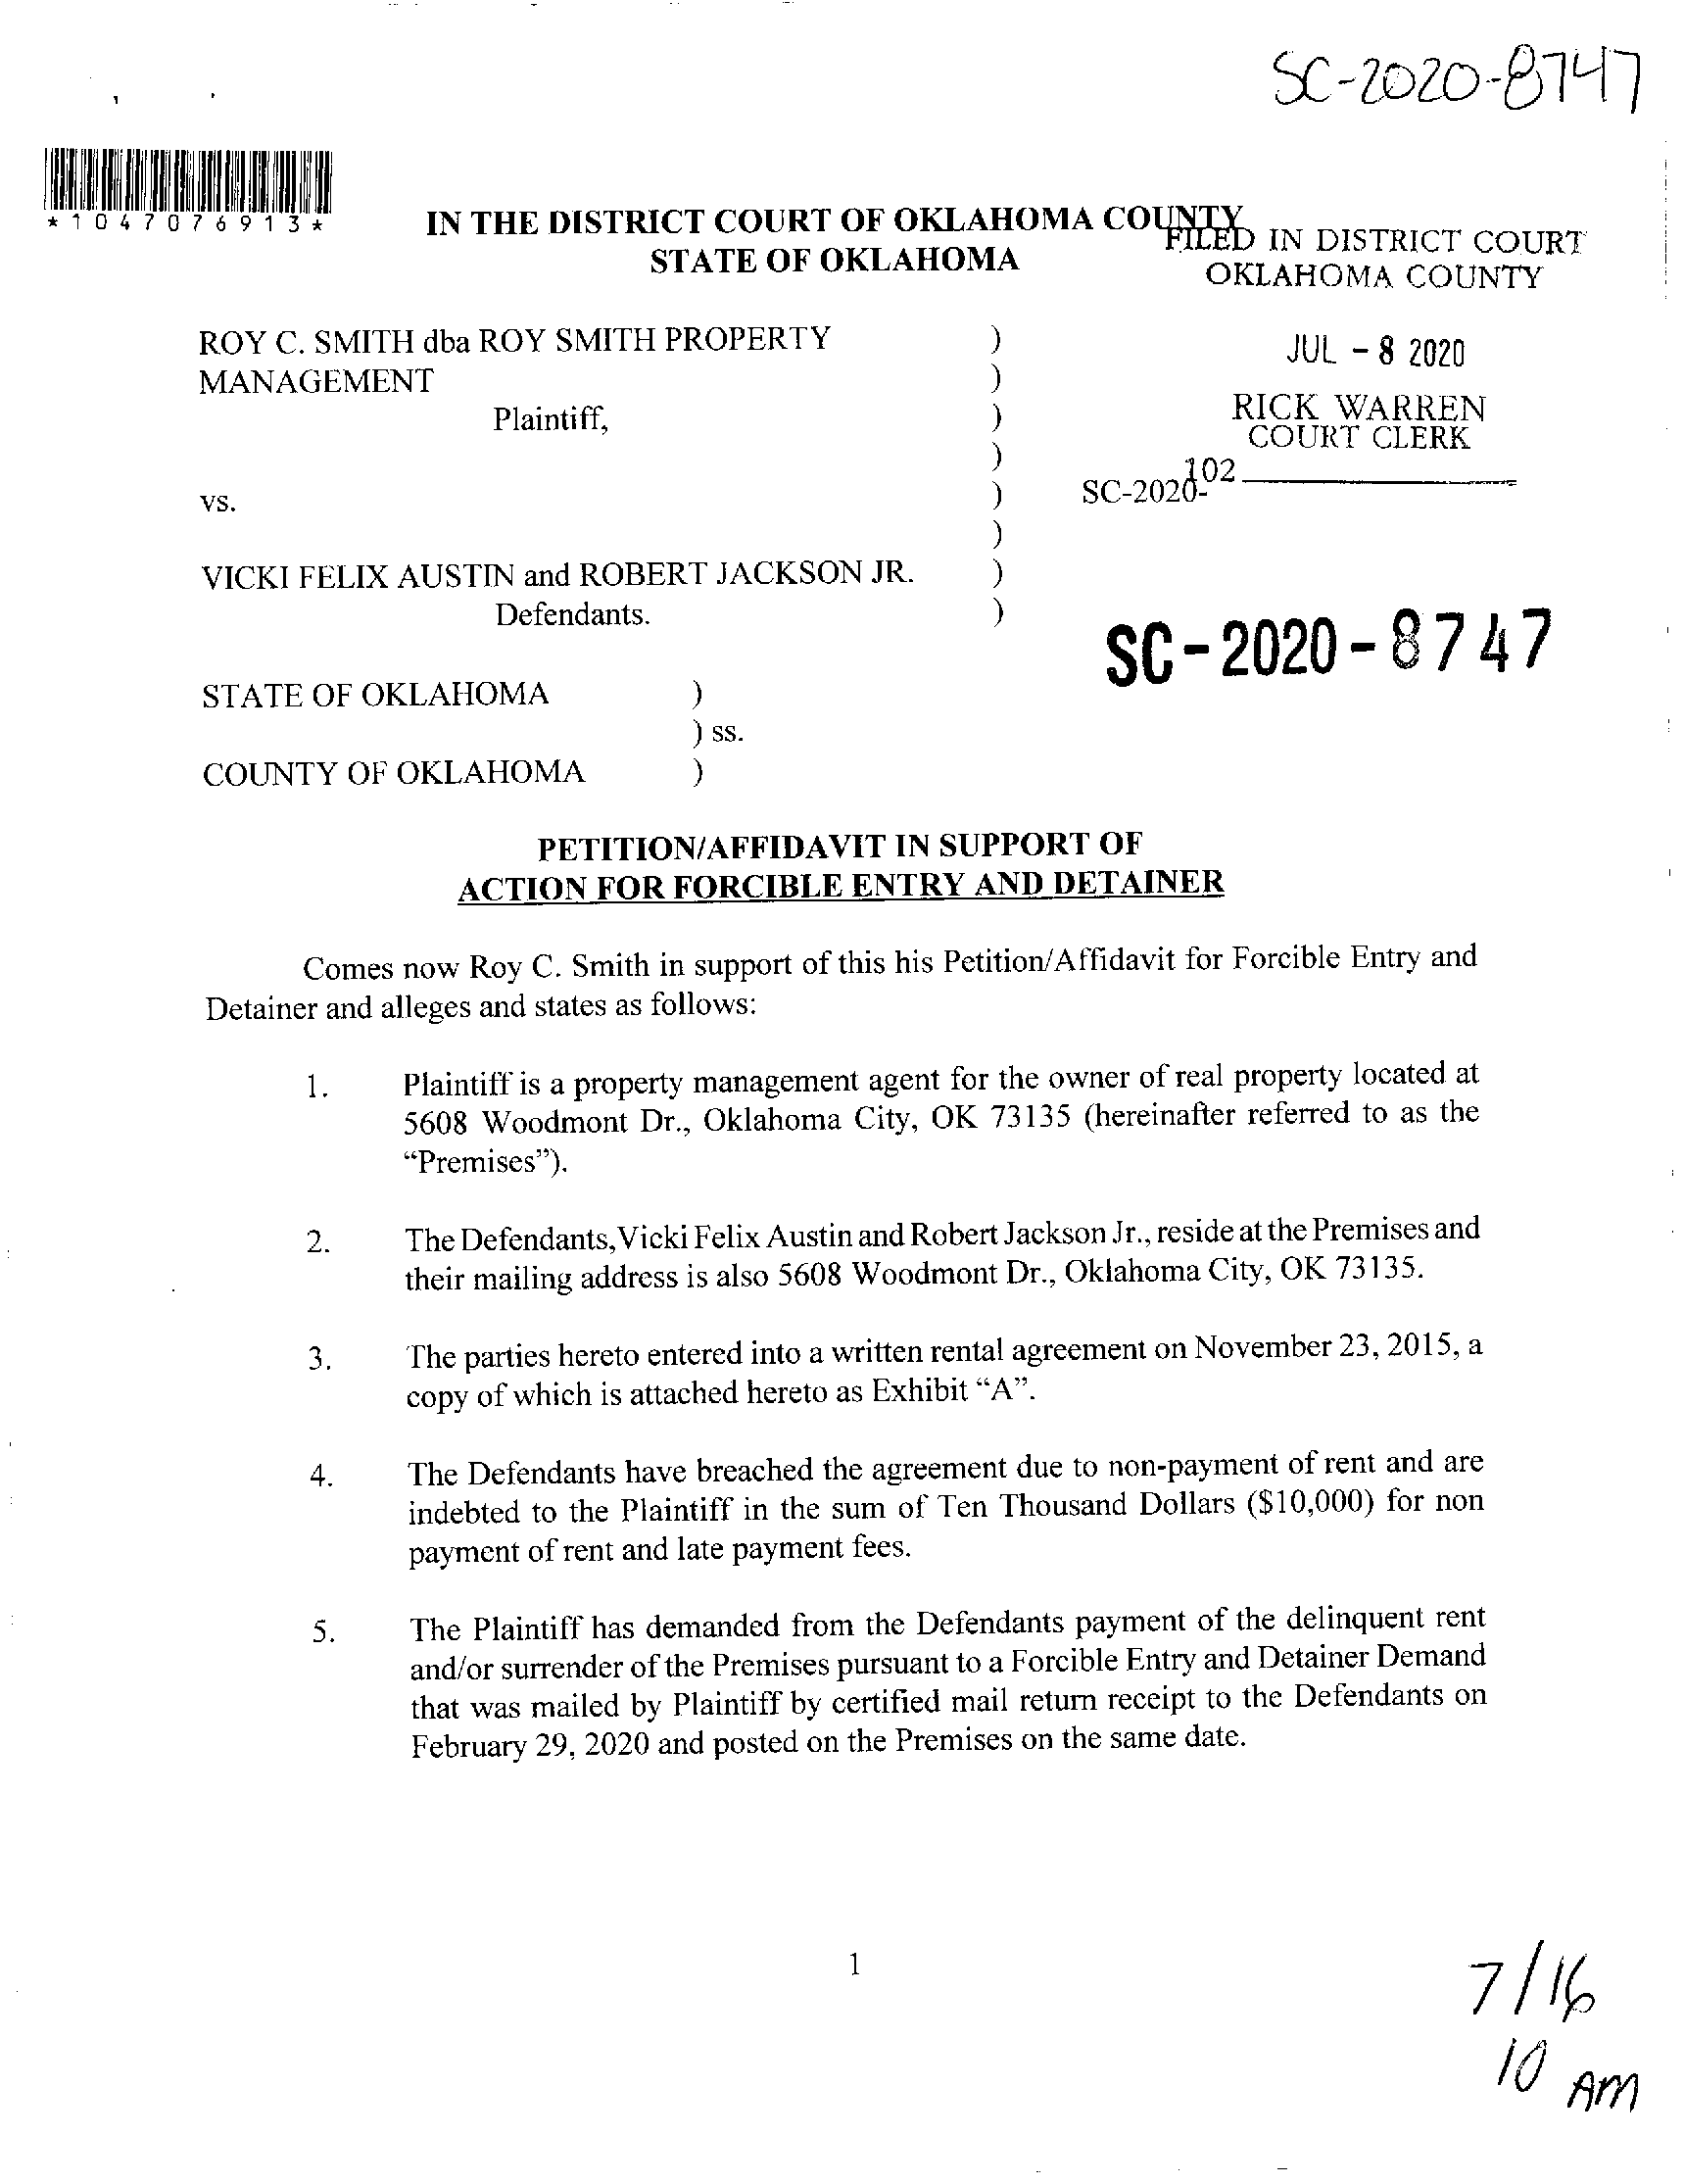 SC-2020-8747
*1047076913*
IN THE DISTRICT COURT OF OKLAHOMA COUNTY
STATE OF OKLAHOMA
FILED IN DISTRICT COURT
OKLAHOMA COUNTY
JUL - 8 2020
RICK WARREN
COURT CLERK
102
ROY C. SMITH dba ROY SMITH PROPERTY )
MANAGEMENT )
Plaintiff, )
)
vs. ) SC-2020-
)
VICKI FELIX AUSTIN and ROBERT JACKSON JR. )
Defendants. )
SC-2020-8747
STATE OF OKLAHOMA )
) ss.
COUNTY OF OKLAHOMA )
PETITION/AFFIDAVIT IN SUPPORT OF
ACTION FOR FORCIBLE ENTRY AND DETAINER
Comes now Roy C. Smith in support of this his Petition/Affidavit for Forcible Entry and
Detainer and alleges and states as follows:
1. Plaintiff is a property management agent for the owner of real property located at
5608 Woodmont Dr., Oklahoma City, OK 73135 (hereinafter referred to as the
“Premises”).
2. The Defendants, Vicki Felix Austin and Robert Jackson Jr., reside at the Premises and
their mailing address is also 5608 Woodmont Dr., Oklahoma City, OK 73135.
3. The parties hereto entered into a written rental agreement on November 23, 2015, a
copy of which is attached hereto as Exhibit “A”.
4. The Defendants have breached the agreement due to non-payment of rent and are
indebted to the Plaintiff in the sum of Ten Thousand Dollars ($10,000) for non
payment of rent and late payment fees.
5. The Plaintiff has demanded from the Defendants payment of the delinquent rent
and/or surrender of the Premises pursuant to a Forcible Entry and Detainer Demand
that was mailed by Plaintiff by certified mail return receipt to the Defendants on
February 29, 2020 and posted on the Premises on the same date.
1
7/16
10 AM